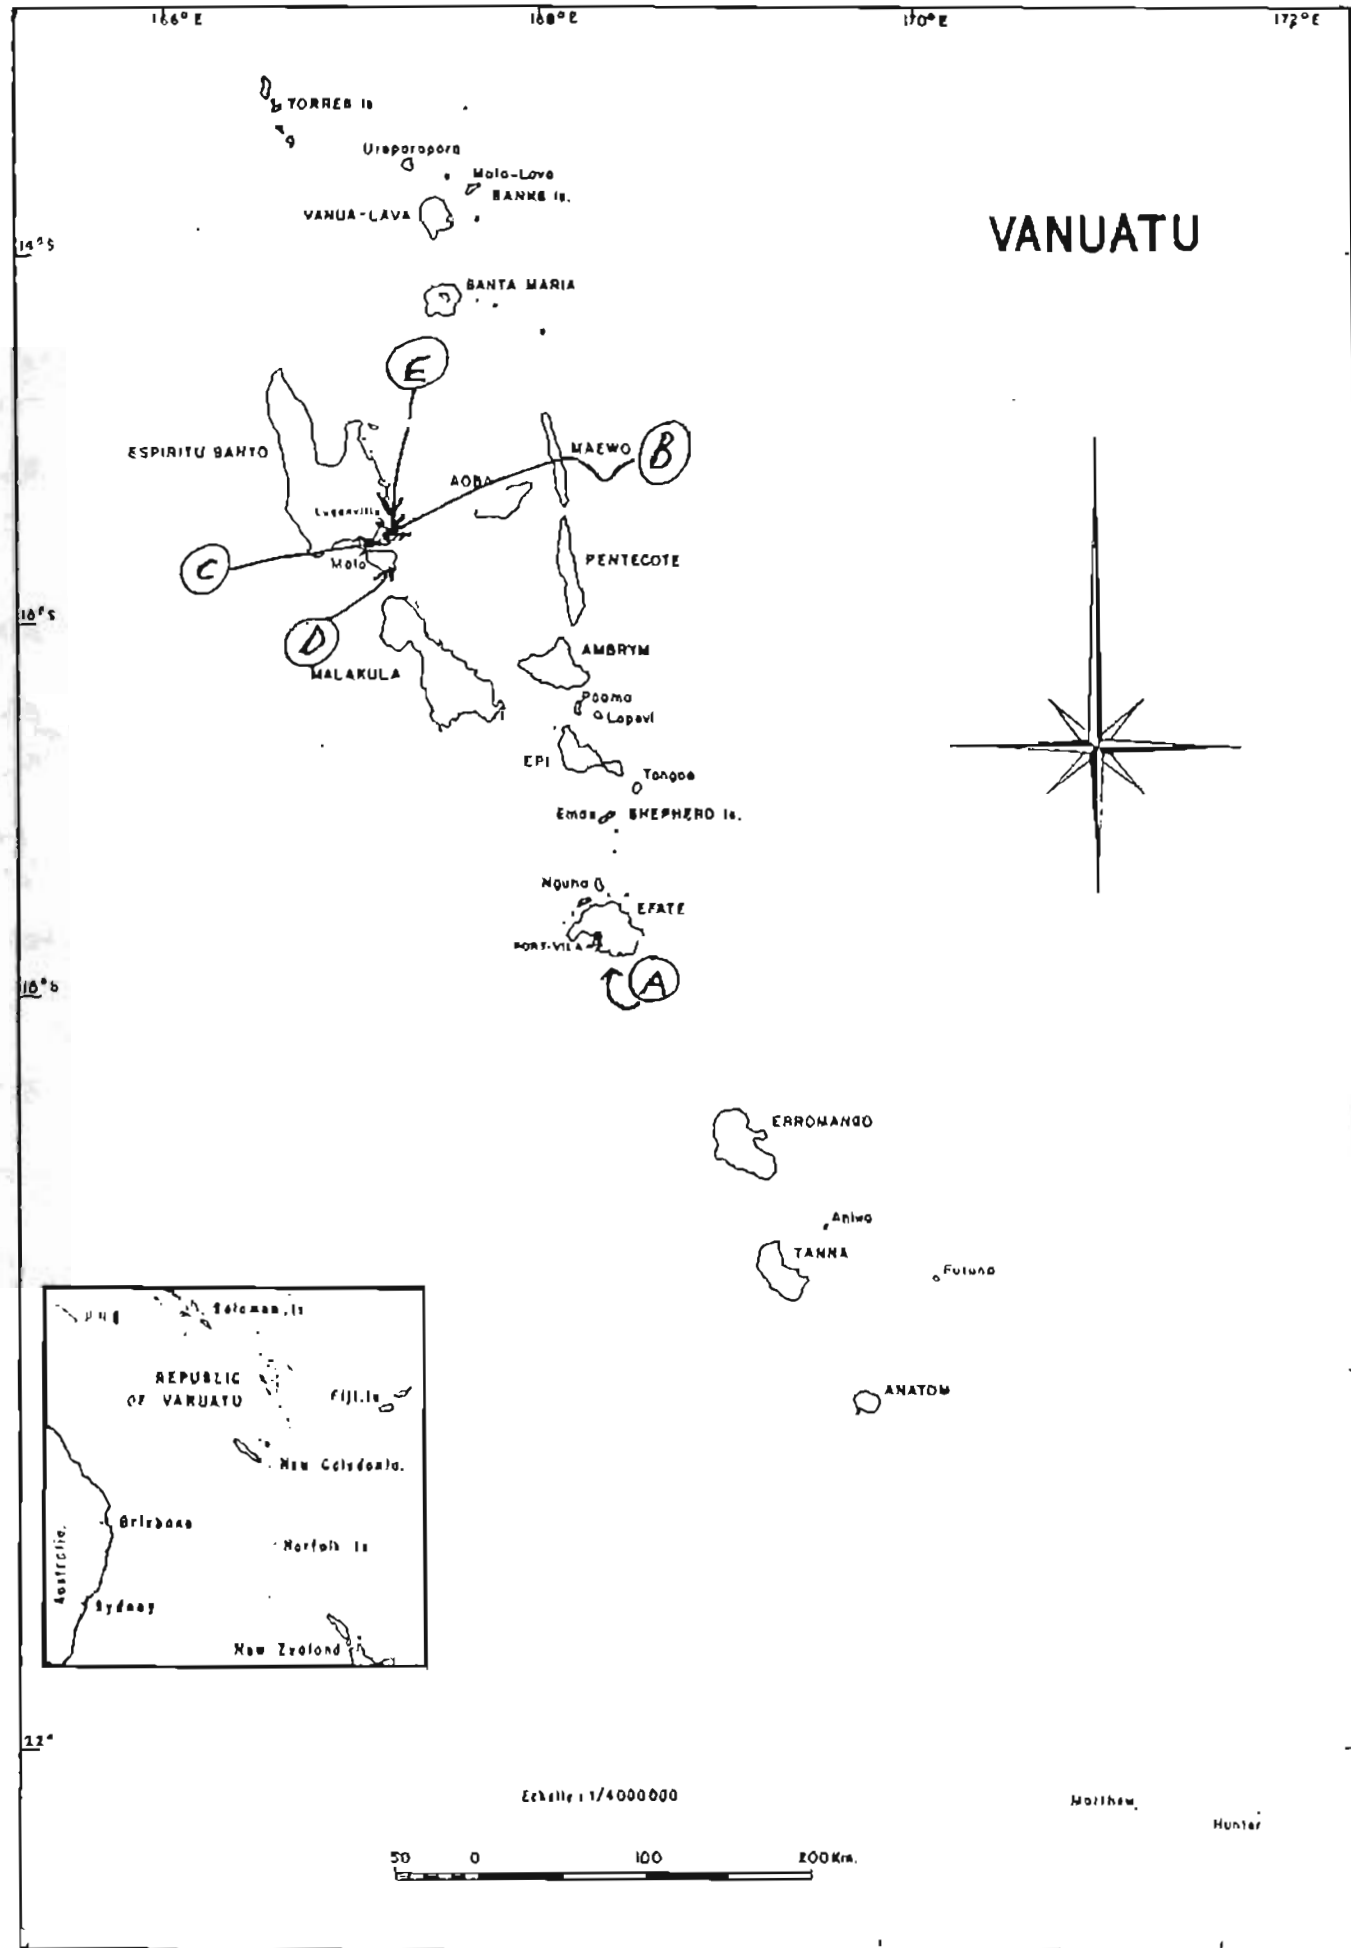 166°E 168°E 170°E 172°E
TORRES Is
Ureparapara
Mota-Lava
BANKS Is.
VANUA-LAVA
VANUATU
14°S
SANTA MARIA
E
ESPIRITU SANTO
MAEWO
B
AOBA
Luganville
C
Malo
PENTECOTE
16°S
D
MALAKULA
AMBRYM
Paama
Lopevi
EPI
Tongoa
Emae SHEPHERD Is.
Nguna
EFATE
PORT-VILA
18°S
A
ERROMANGO
Aniwa
TANNA
Futuna
Soloman.Is
REPUBLIC
OF VANUATU
Fiji.Is
ANATOM
New Caledonia.
Brisbane
Norfolk Is
Australie.
Sydney
New Zealand
22°
Echelle : 1/4000000
Matthew
Hunter
50 0 100 200Km.